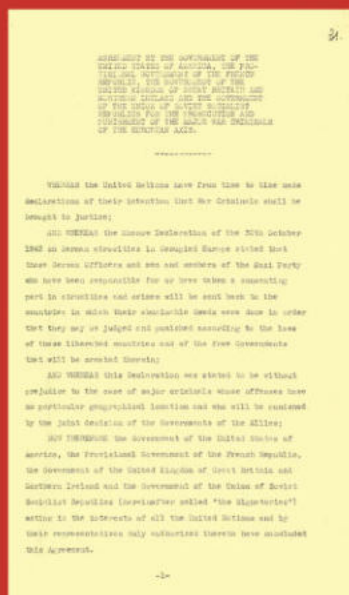 AGREEMENT BY THE GOVERNMENT OF THE
UNITED STATES OF AMERICA, THE PRO-
VISIONAL GOVERNMENT OF THE FRENCH
REPUBLIC, THE GOVERNMENT OF THE
UNITED KINGDOM OF GREAT BRITAIN AND
NORTHERN IRELAND AND THE GOVERNMENT
OF THE UNION OF SOVIET SOCIALIST
REPUBLICS FOR THE PROSECUTION AND
PUNISHMENT OF THE MAJOR WAR CRIMINALS
OF THE EUROPEAN AXIS.
WHEREAS the United Nations have from time to time made
declarations of their intention that War Criminals shall be
brought to justice;
AND WHEREAS the Moscow Declaration of the 30th October
1943 on German atrocities in Occupied Europe stated that
those German Officers and men and members of the Nazi Party
who have been responsible for or have taken a consenting
part in atrocities and crimes will be sent back to the
countries in which their abominable deeds were done in order
that they may be judged and punished according to the laws
of these liberated countries and of the free Governments
that will be created therein;
AND WHEREAS this Declaration was stated to be without
prejudice to the case of major criminals whose offenses have
no particular geographical location and who will be punished
by the joint decision of the Governments of the Allies;
NOW THEREFORE the Government of the United States of
America, the Provisional Government of the French Republic,
the Government of the United Kingdom of Great Britain and
Northern Ireland and the Government of the Union of Soviet
Socialist Republics (hereinafter called "the Signatories")
acting in the interests of all the United Nations and by
their representatives duly authorized thereto have concluded
this Agreement.
-1-